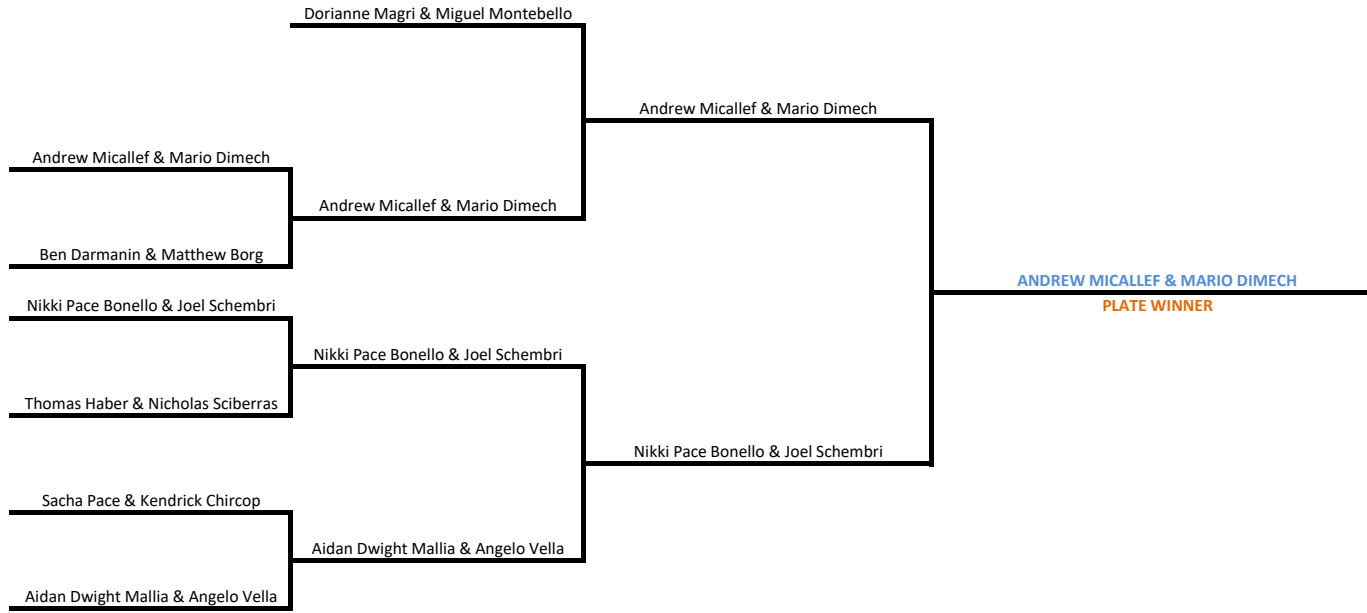 Dorianne Magri & Miguel Montebello
Andrew Micallef & Mario Dimech
Andrew Micallef & Mario Dimech
Andrew Micallef & Mario Dimech
Ben Darmanin & Matthew Borg
ANDREW MICALLEF & MARIO DIMECH
PLATE WINNER
Nikki Pace Bonello & Joel Schembri
Nikki Pace Bonello & Joel Schembri
Thomas Haber & Nicholas Sciberras
Nikki Pace Bonello & Joel Schembri
Sacha Pace & Kendrick Chircop
Aidan Dwight Mallia & Angelo Vella
Aidan Dwight Mallia & Angelo Vella